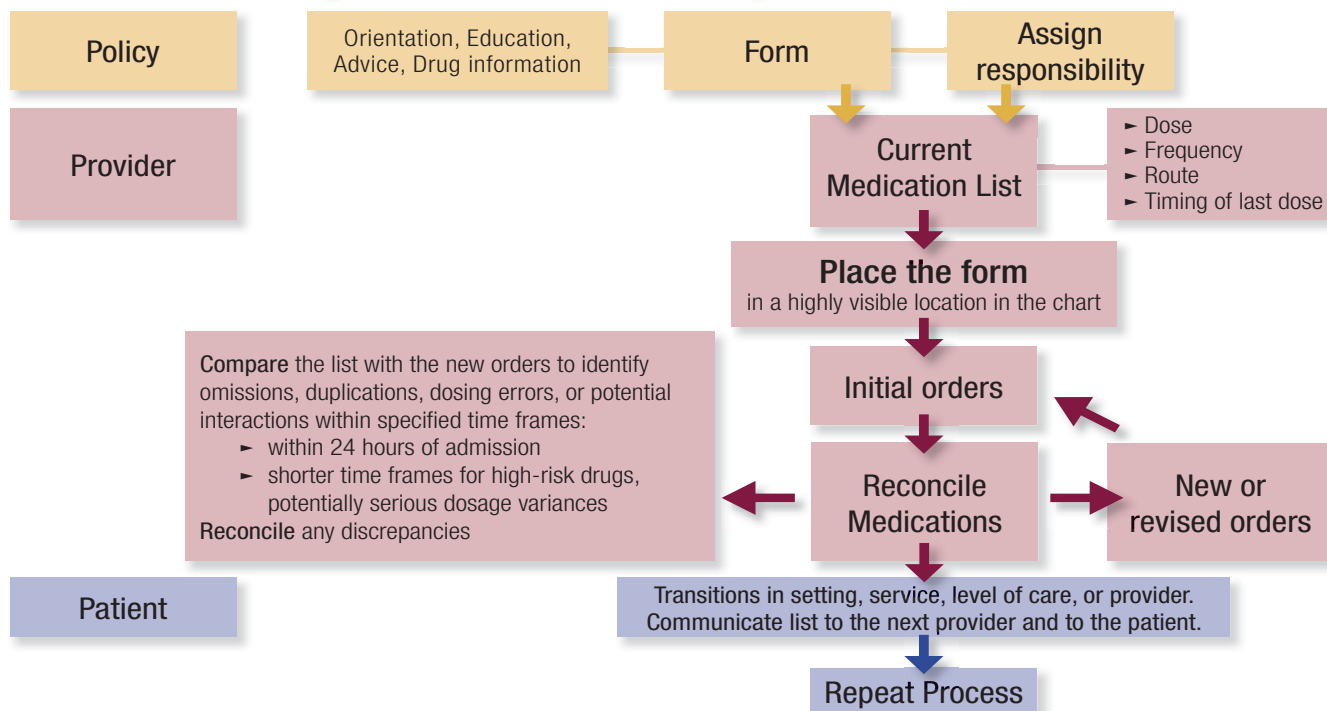 Policy
Orientation, Education,
Advice, Drug information
Form
Assign
responsibility
Provider
Current
Medication List
► Dose
► Frequency
► Route
► Timing of last dose
Place the form
in a highly visible location in the chart
Compare the list with the new orders to identify
omissions, duplications, dosing errors, or potential
interactions within specified time frames:
► within 24 hours of admission
► shorter time frames for high-risk drugs,
potentially serious dosage variances
Reconcile any discrepancies
Initial orders
Reconcile
Medications
New or
revised orders
Patient
Transitions in setting, service, level of care, or provider.
Communicate list to the next provider and to the patient.
Repeat Process